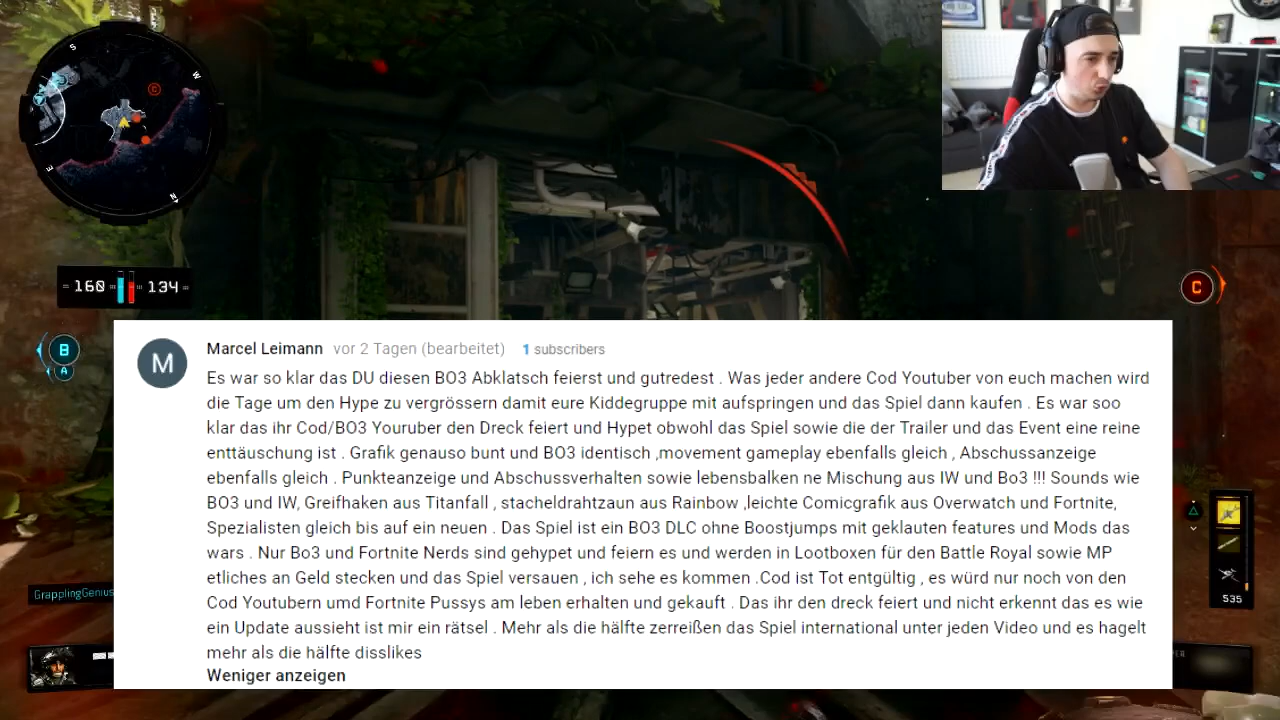 S
W
E
N
C
160
134
C
B
A
Marcel Leimann vor 2 Tagen (bearbeitet) 1 subscribers
M
Es war so klar das DU diesen BO3 Abklatsch feierst und gutredest . Was jeder andere Cod Youtuber von euch machen wird
die Tage um den Hype zu vergrössern damit eure Kiddegruppe mit aufspringen und das Spiel dann kaufen . Es war soo
klar das ihr Cod/BO3 Youruber den Dreck feiert und Hypet obwohl das Spiel sowie die der Trailer und das Event eine reine
enttäuschung ist . Grafik genauso bunt und BO3 identisch ,movement gameplay ebenfalls gleich , Abschussanzeige
ebenfalls gleich . Punkteanzeige und Abschussverhalten sowie lebensbalken ne Mischung aus IW und Bo3 !!! Sounds wie
BO3 und IW, Greifhaken aus Titanfall , stacheldrahtzaun aus Rainbow ,leichte Comicgrafik aus Overwatch und Fortnite,
Spezialisten gleich bis auf ein neuen . Das Spiel ist ein BO3 DLC ohne Boostjumps mit geklauten features und Mods das
wars . Nur Bo3 und Fortnite Nerds sind gehypet und feiern es und werden in Lootboxen für den Battle Royal sowie MP
etliches an Geld stecken und das Spiel versauen , ich sehe es kommen .Cod ist Tot entgültig , es würd nur noch von den
Cod Youtubern umd Fortnite Pussys am leben erhalten und gekauft . Das ihr den dreck feiert und nicht erkennt das es wie
ein Update aussieht ist mir ein rätsel . Mehr als die hälfte zerreißen das Spiel international unter jeden Video und es hagelt
mehr als die hälfte disslikes
Weniger anzeigen
GrapplingGenius
535